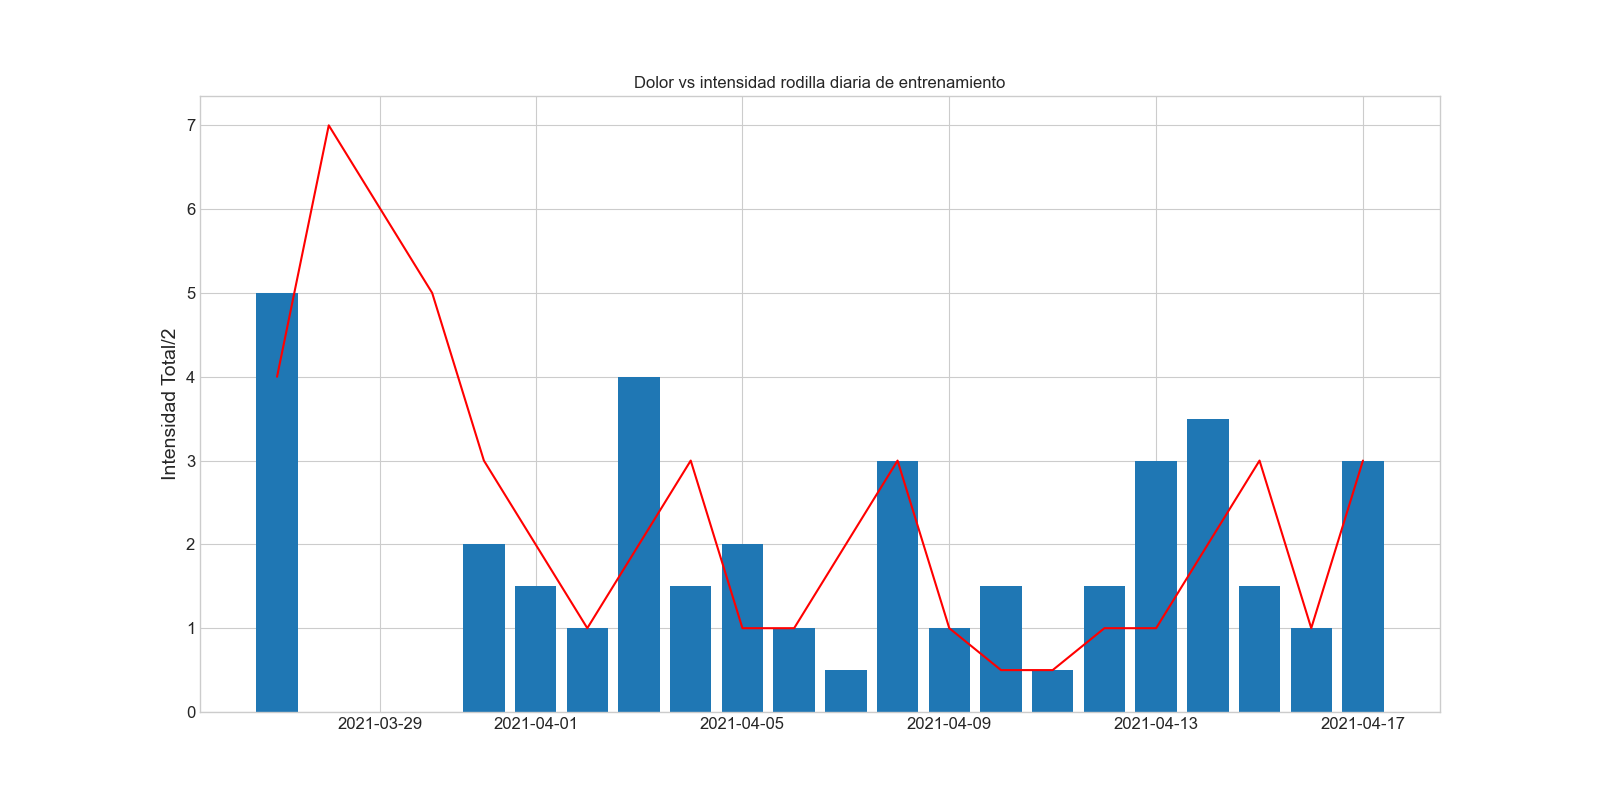 Dolor vs intensidad rodilla diaria de entrenamiento
Intensidad Total/2
7
6
5
4
3
2
1
0
2021-03-29 2021-04-01 2021-04-05 2021-04-09 2021-04-13 2021-04-17